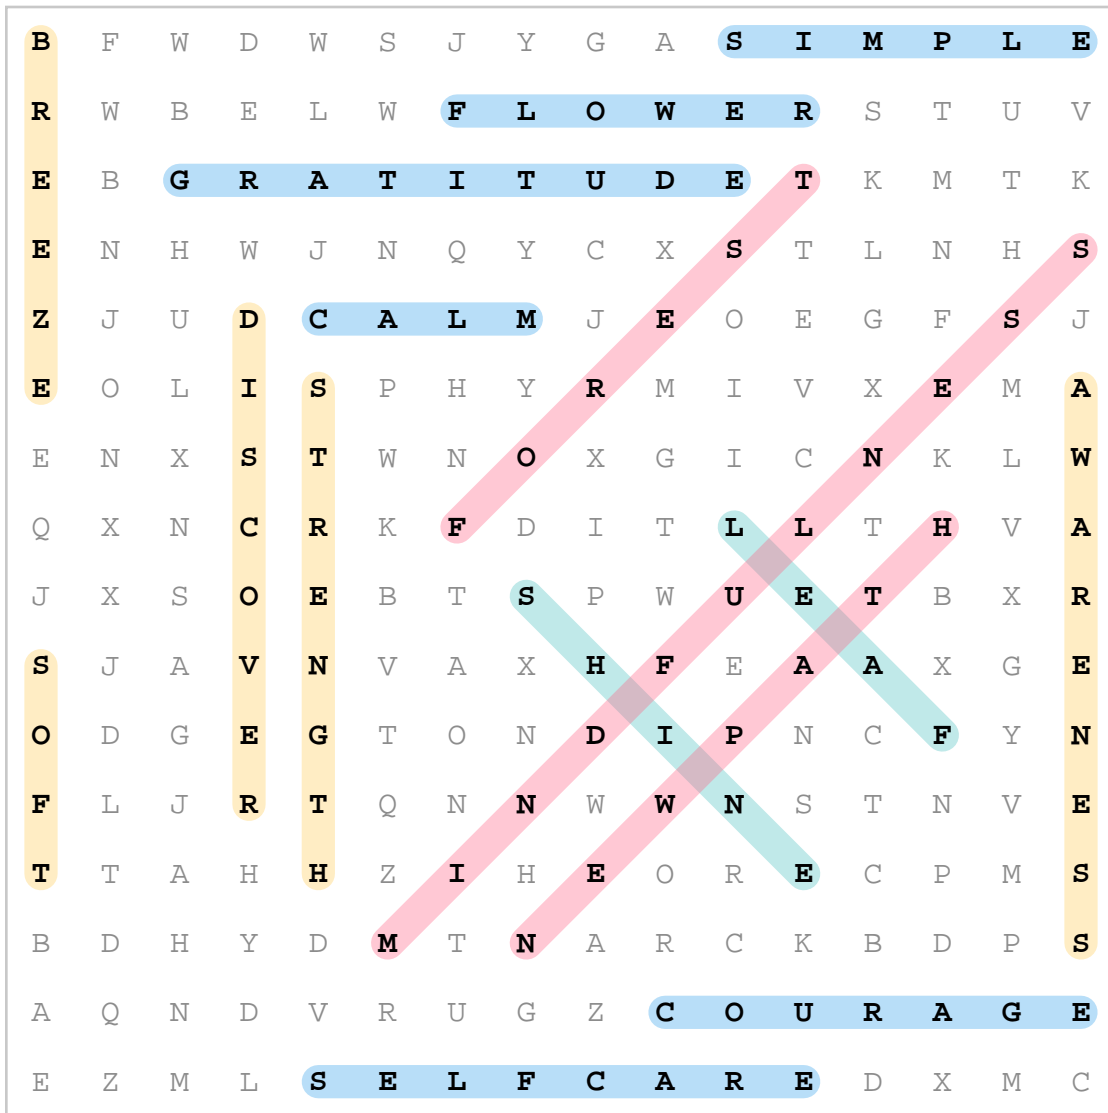 B F W D W S J Y G A S I M P L E
R W B E L W F L O W E R S T U V
E B G R A T I T U D E T K M T K
E N H W J N Q Y C X S T L N H S
Z J U D C A L M J E O E G F S J
E O L I S P H Y R M I V X E M A
E N X S T W N O X G I C N K L W
Q X N C R K F D I T L L T H V A
J X S O E B T S P W U E T B X R
S J A V N V A X H F E A A X G E
O D G E G T O N D I P N C F Y N
F L J R T Q N N W W N S T N V E
T T A H H Z I H E O R E C P M S
B D H Y D M T N A R C K B D P S
A Q N D V R U G Z C O U R A G E
E Z M L S E L F C A R E D X M C